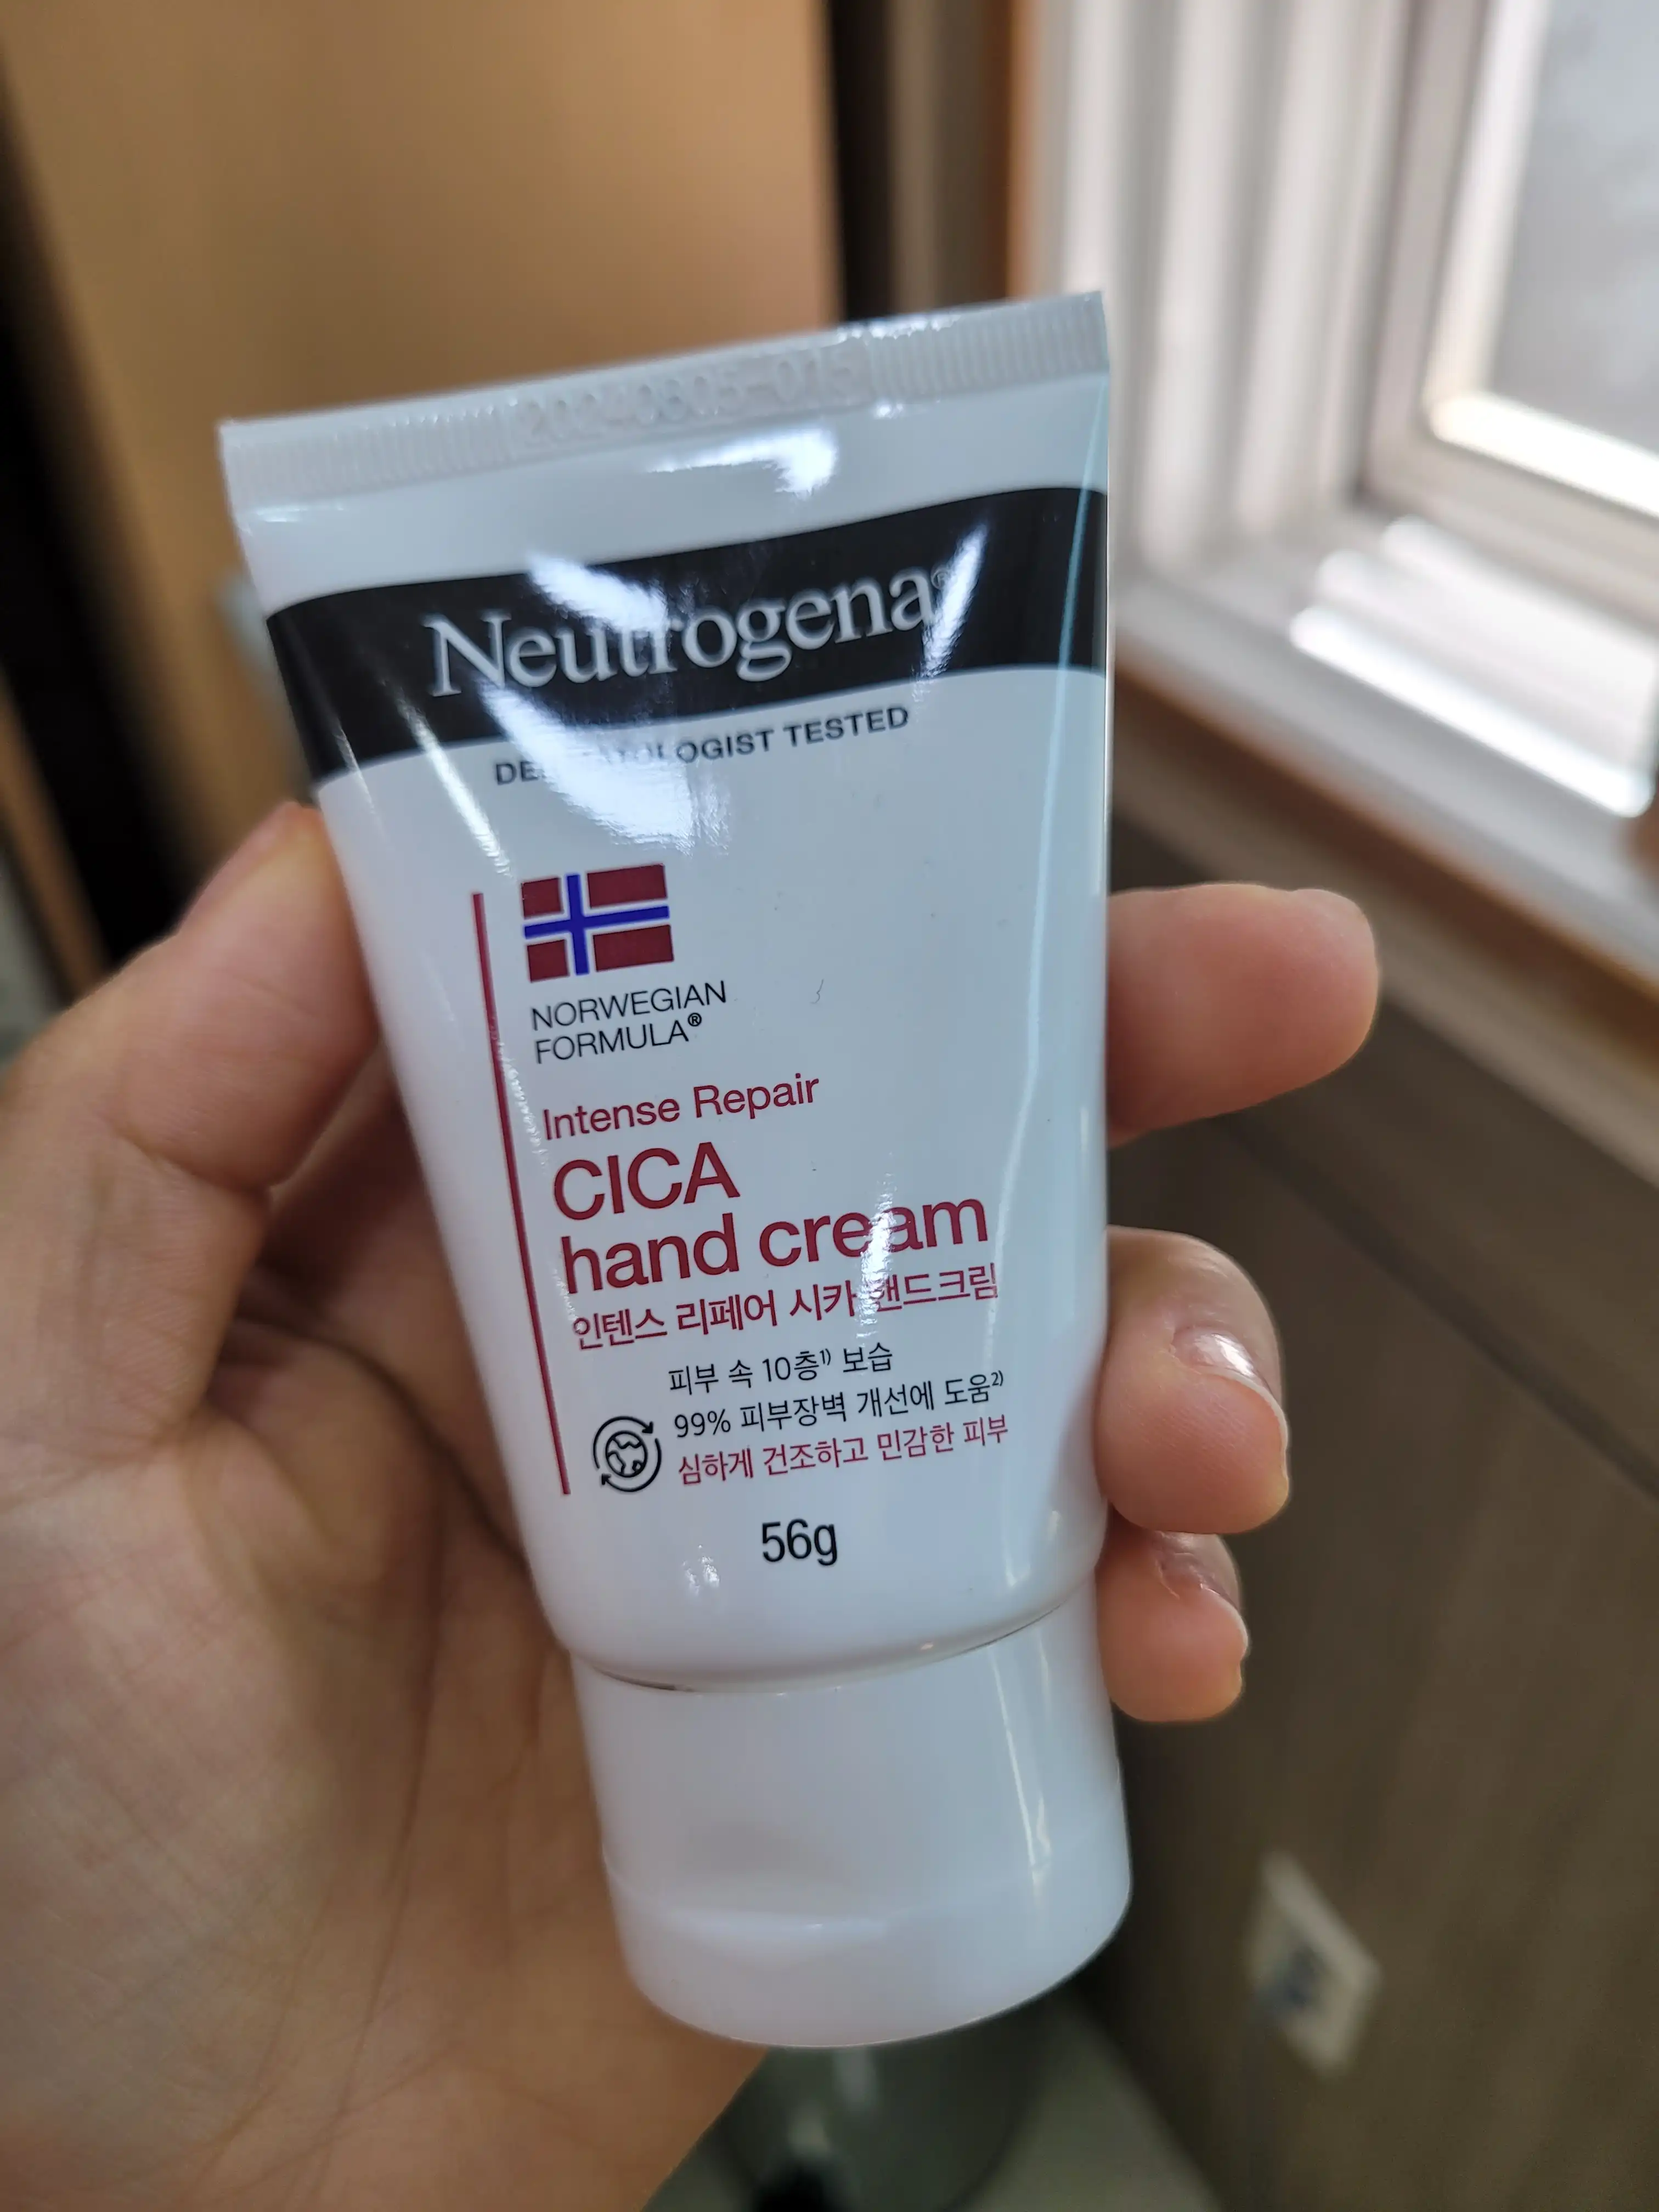 20240805-015
Neutrogena®
DERMATOLOGIST TESTED
NORWEGIAN
FORMULA®
Intense Repair
CICA
hand cream
인텐스 리페어 시카 핸드크림
피부 속 10층1) 보습
99% 피부장벽 개선에 도움2)
심하게 건조하고 민감한 피부
56g